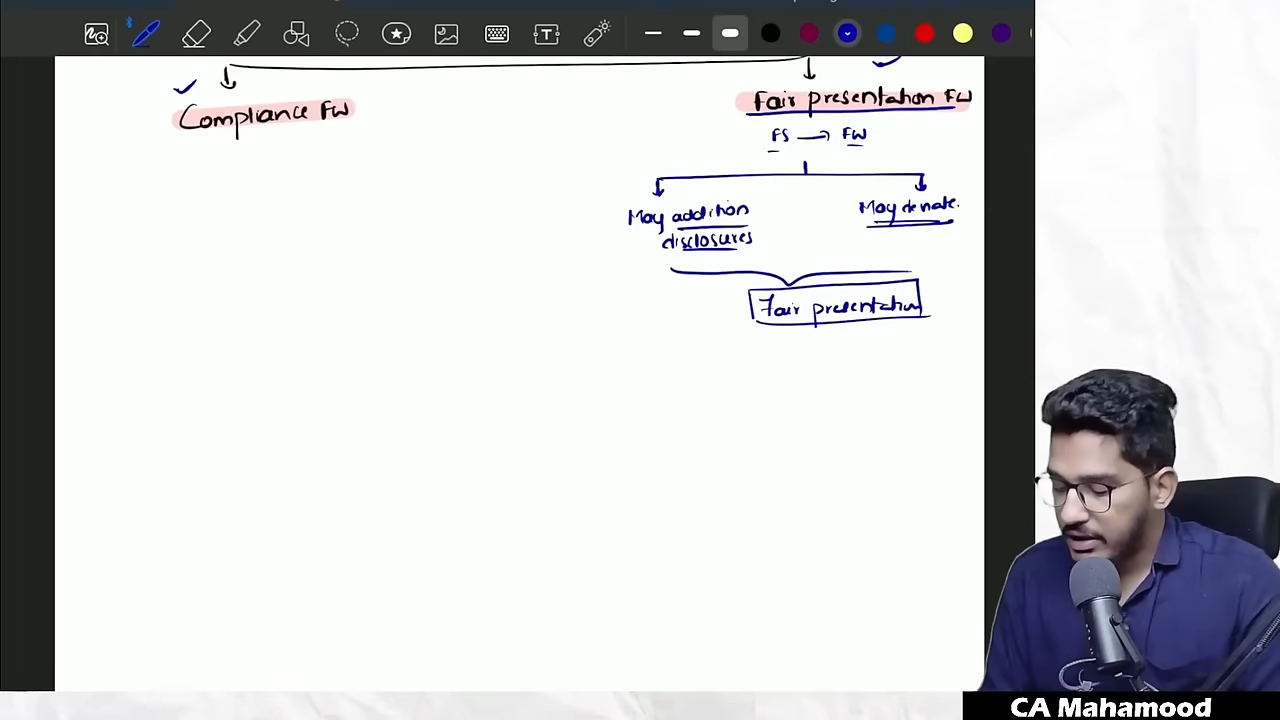 Compliance FW
Fair presentation FW
FS → FW
May addition
disclosures
May deviate.
Fair presentation
CA Mahamood